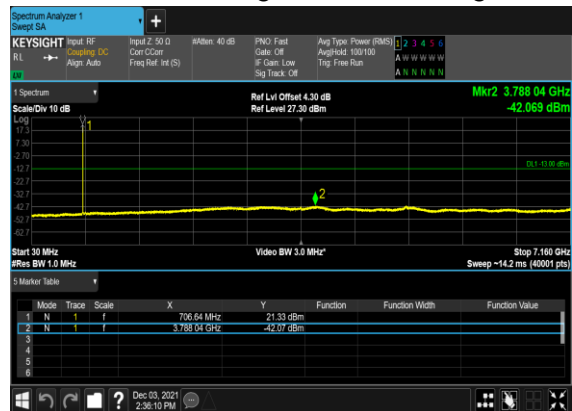 Spectrum Analyzer 1
Swept SA
+
KEYSIGHT Input: RF Input Z: 50 Ω #Atten: 40 dB PNO: Fast Avg Type: Power (RMS) 1 2 3 4 5 6
RL Coupling: DC Corr CCorr Gate: Off Avg|Hold: 100/100 A W W W W W
Align: Auto Freq Ref: Int (S) IF Gain: Low Trig: Free Run
LW Sig Track: Off A N N N N N
1 Spectrum Ref Lvl Offset 4.30 dB Mkr2 3.788 04 GHz
Scale/Div 10 dB Ref Level 27.30 dBm -42.069 dBm
Log
17.3
1
7.30
-2.70
-12.7 DL1 -13.00 dBm
-22.7
-32.7
2
-42.7
-52.7
-62.7
Start 30 MHz Video BW 3.0 MHz* Stop 7.160 GHz
#Res BW 1.0 MHz Sweep ~14.2 ms (40001 pts)
5 Marker Table
Mode Trace Scale X Y Function Function Width Function Value
1 N 1 f 706.64 MHz 21.33 dBm
2 N 1 f 3.788 04 GHz -42.07 dBm
3
4
5
6
? Dec 03, 2021
2:36:10 PM